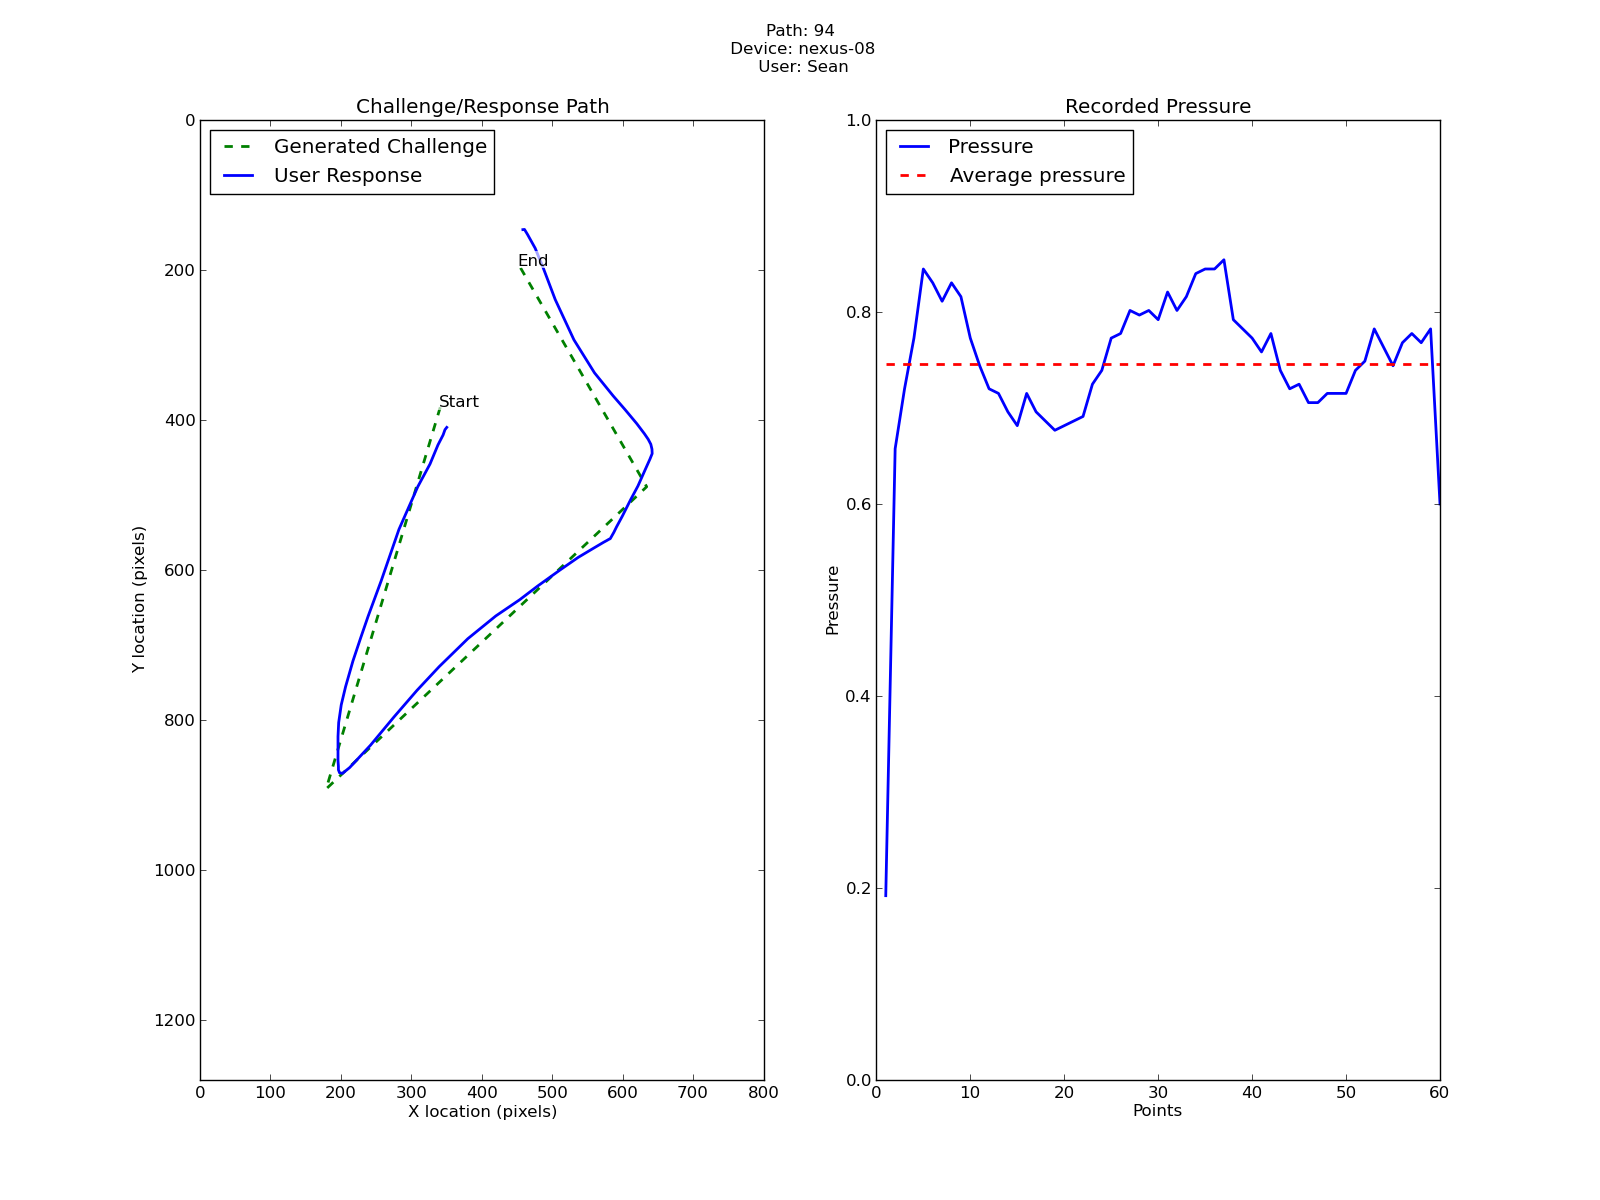 Path: 94
Device: nexus-08
User: Sean
Challenge/Response Path
Generated Challenge
User Response
End
Start
0
200
400
600
800
1000
1200
Y location (pixels)
0 100 200 300 400 500 600 700 800
X location (pixels)
Recorded Pressure
Pressure
Average pressure
1.0
0.8
0.6
0.4
0.2
0.0
Pressure
0 10 20 30 40 50 60
Points